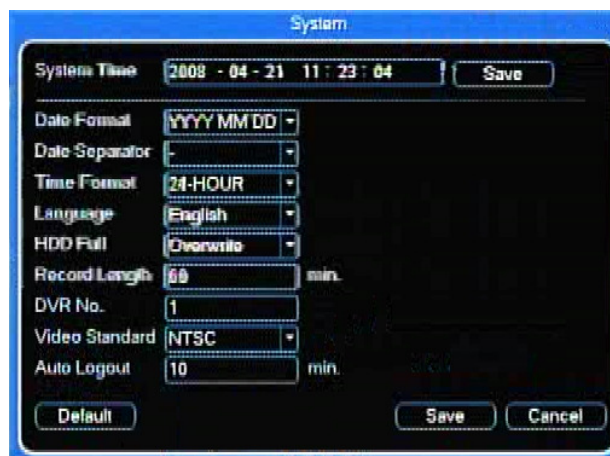 System
System Time 2008 - 04 - 21 11 : 23 : 04 Save
Date Format YYYY MM DD
Date Separator -
Time Format 24-HOUR
Language English
HDD Full Overwrite
Record Length 60 min.
DVR No. 1
Video Standard NTSC
Auto Logout 10 min.
Default Save Cancel